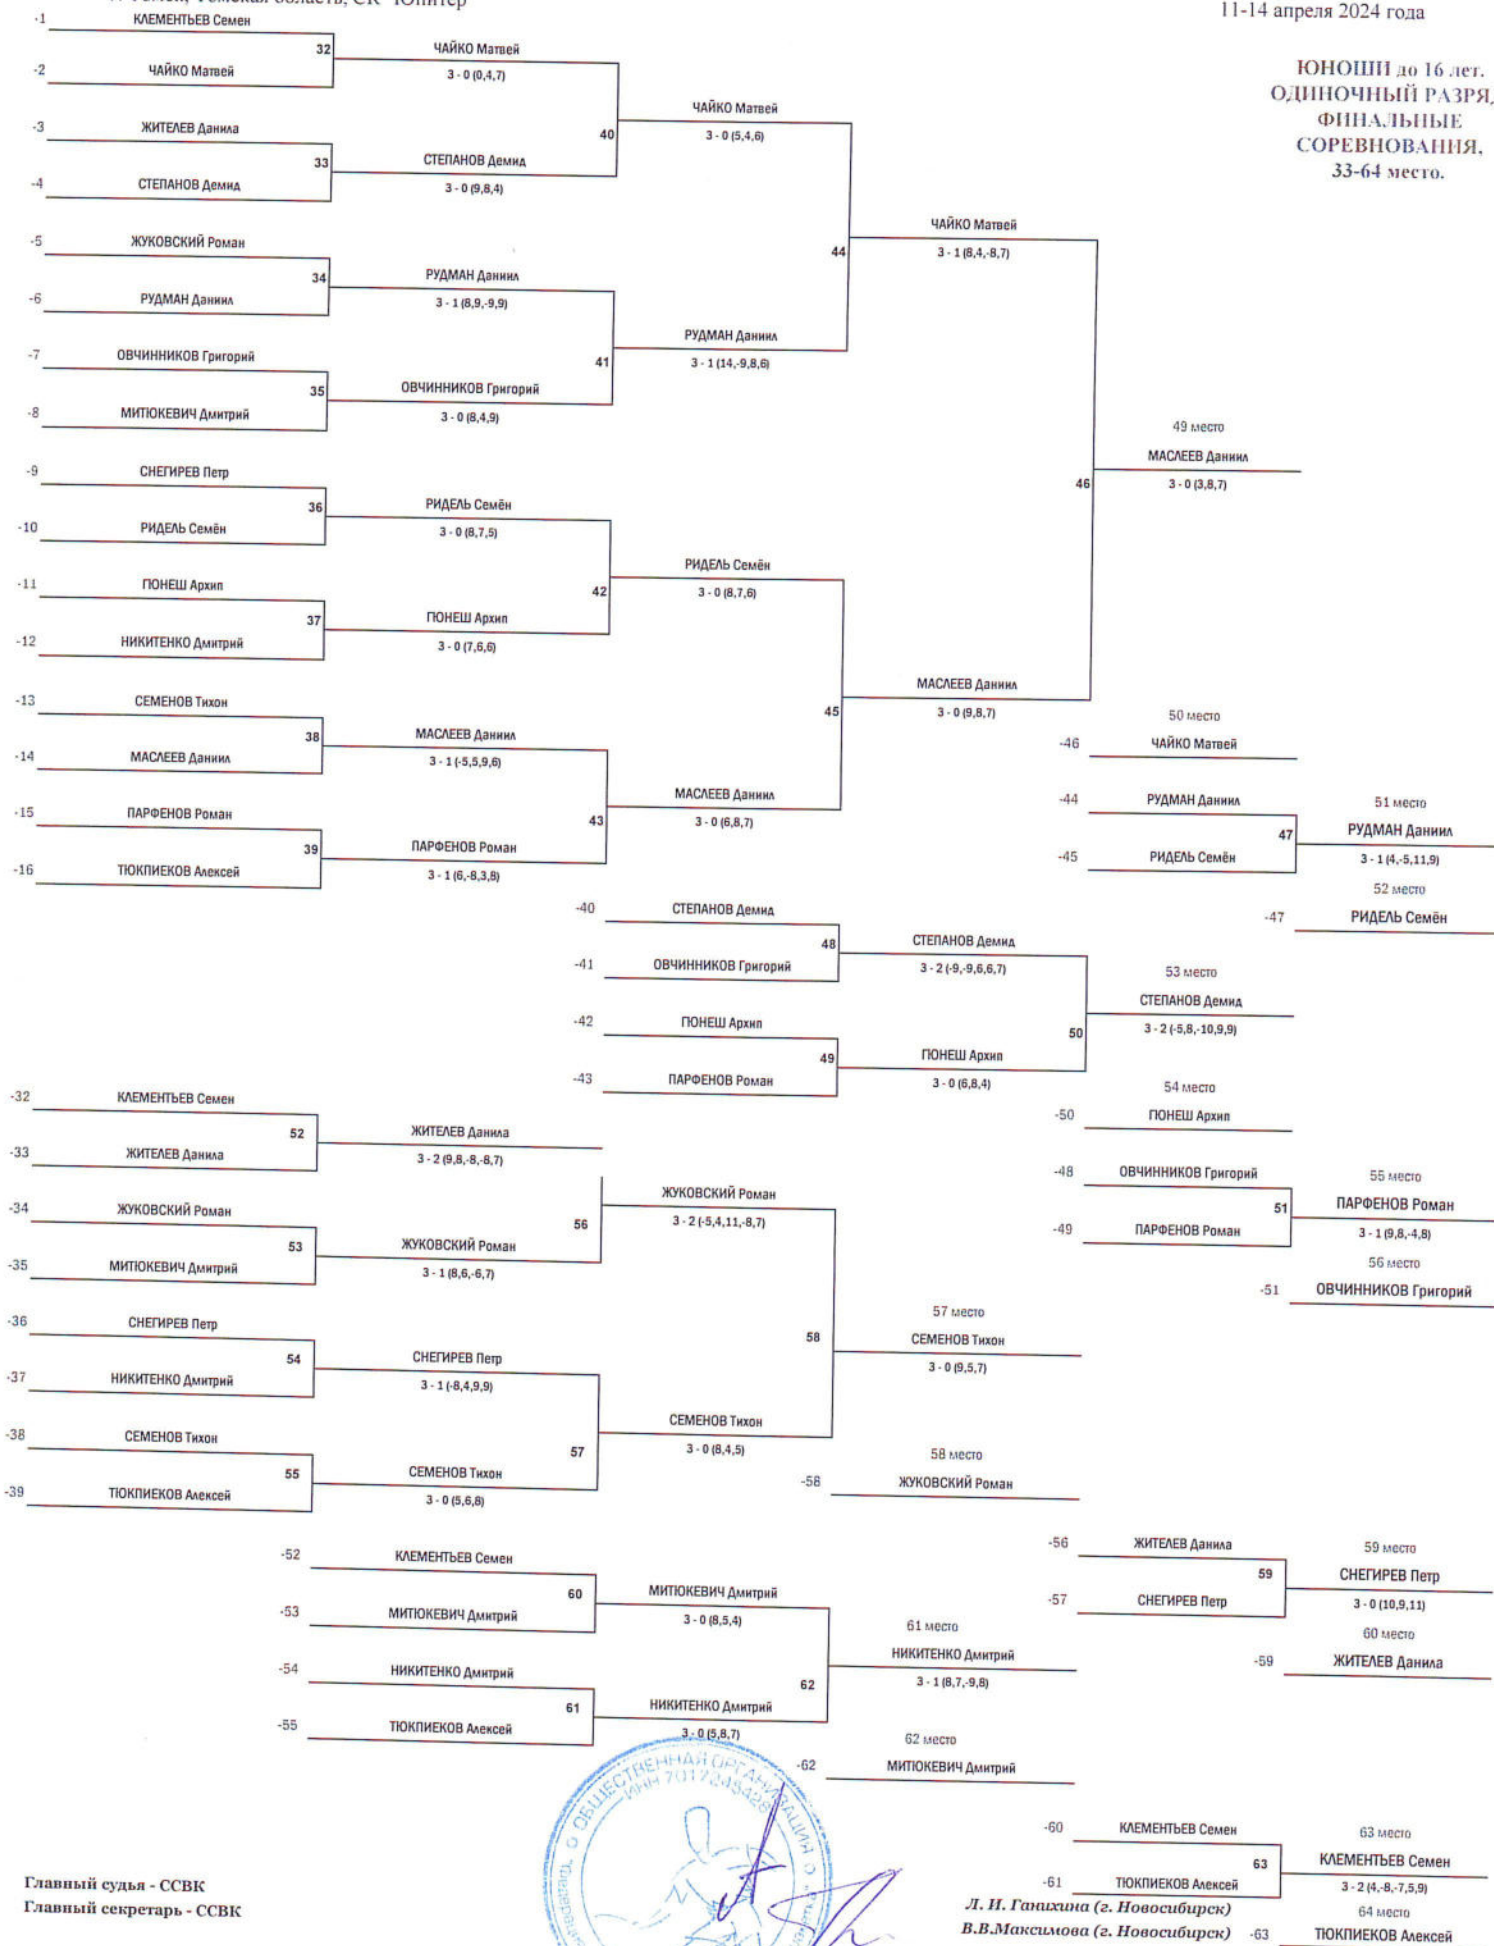 г. Томск, Томская область, СК "Юпитер"
11-14 апреля 2024 года
ЮНОШИ до 16 лет.
ОДИНОЧНЫЙ РАЗРЯД
ФИНАЛЬНЫЕ
СОРЕВНОВАНИЯ,
33-64 место.
-1 КЛЕМЕНТЬЕВ Семен
32 ЧАЙКО Матвей
-2 ЧАЙКО Матвей
3 - 0 (0,4,7)
ЧАЙКО Матвей
-3 ЖИТЕЛЕВ Данила
40 3 - 0 (5,4,6)
33 СТЕПАНОВ Демид
-4 СТЕПАНОВ Демид
3 - 0 (9,8,4)
ЧАЙКО Матвей
-5 ЖУКОВСКИЙ Роман
44 3 - 1 (8,4,-8,7)
34 РУДМАН Даниил
-6 РУДМАН Даниил
3 - 1 (8,9,-9,9)
РУДМАН Даниил
-7 ОВЧИННИКОВ Григорий
41 3 - 1 (14,-9,8,6)
35 ОВЧИННИКОВ Григорий
-8 МИТЮКЕВИЧ Дмитрий
3 - 0 (8,4,9)
49 место
МАСЛЕЕВ Даниил
-9 СНЕГИРЕВ Петр
46 3 - 0 (3,8,7)
36 РИДЕЛЬ Семён
-10 РИДЕЛЬ Семён
3 - 0 (8,7,5)
РИДЕЛЬ Семён
-11 ПОНЕШ Архип
42 3 - 0 (8,7,6)
37 ПОНЕШ Архип
-12 НИКИТЕНКО Дмитрий
3 - 0 (7,6,6)
МАСЛЕЕВ Даниил
-13 СЕМЕНОВ Тихон
45 3 - 0 (9,8,7)
38 МАСЛЕЕВ Даниил
-14 МАСЛЕЕВ Даниил
3 - 1 (-5,5,9,6)
50 место
-46 ЧАЙКО Матвей
МАСЛЕЕВ Даниил
-15 ПАРФЕНОВ Роман
43 3 - 0 (6,8,7)
-44 РУДМАН Даниил
51 место
39 ПАРФЕНОВ Роман
47 РУДМАН Даниил
-16 ТЮКПИЕКОВ Алексей
3 - 1 (6,-8,3,8)
-45 РИДЕЛЬ Семён
3 - 1 (4,-5,11,9)
52 место
-47 РИДЕЛЬ Семён
-40 СТЕПАНОВ Демид
48 СТЕПАНОВ Демид
-41 ОВЧИННИКОВ Григорий
3 - 2 (-9,-9,6,6,7)
53 место
СТЕПАНОВ Демид
-42 ПОНЕШ Архип
50 3 - 2 (-5,8,-10,9,9)
49 ПОНЕШ Архип
-43 ПАРФЕНОВ Роман
3 - 0 (6,8,4)
54 место
-50 ПОНЕШ Архип
-32 КЛЕМЕНТЬЕВ Семен
52 ЖИТЕЛЕВ Данила
-33 ЖИТЕЛЕВ Данила
3 - 2 (9,8,-8,-8,7)
-48 ОВЧИННИКОВ Григорий
55 место
51 ПАРФЕНОВ Роман
-49 ПАРФЕНОВ Роман
3 - 1 (9,8,-4,8)
56 место
-51 ОВЧИННИКОВ Григорий
ЖУКОВСКИЙ Роман
-34 ЖУКОВСКИЙ Роман
56 3 - 2 (-5,4,11,-8,7)
53 ЖУКОВСКИЙ Роман
-35 МИТЮКЕВИЧ Дмитрий
3 - 1 (8,6,-6,7)
57 место
-36 СНЕГИРЕВ Петр
58 СЕМЕНОВ Тихон
3 - 0 (9,5,7)
54 СНЕГИРЕВ Петр
-37 НИКИТЕНКО Дмитрий
3 - 1 (-8,4,9,9)
СЕМЕНОВ Тихон
-38 СЕМЕНОВ Тихон
57 3 - 0 (8,4,5)
55 СЕМЕНОВ Тихон
-39 ТЮКПИЕКОВ Алексей
3 - 0 (5,6,8)
58 место
-58 ЖУКОВСКИЙ Роман
-56 ЖИТЕЛЕВ Данила
59 место
59 СНЕГИРЕВ Петр
-57 СНЕГИРЕВ Петр
3 - 0 (10,9,11)
60 место
-59 ЖИТЕЛЕВ Данила
-52 КЛЕМЕНТЬЕВ Семен
60 МИТЮКЕВИЧ Дмитрий
-53 МИТЮКЕВИЧ Дмитрий
3 - 0 (8,5,4)
61 место
НИКИТЕНКО Дмитрий
-54 НИКИТЕНКО Дмитрий
62 3 - 1 (8,7,-9,8)
61 НИКИТЕНКО Дмитрий
-55 ТЮКПИЕКОВ Алексей
3 - 0 (5,8,7)
62 место
-62 МИТЮКЕВИЧ Дмитрий
ОБЩЕСТВЕННАЯ ОРГАНИЗАЦИЯ
ИНН 7017245428
-60 КЛЕМЕНТЬЕВ Семен
63 место
63 КЛЕМЕНТЬЕВ Семен
-61 ТЮКПИЕКОВ Алексей
3 - 2 (4,-8,-7,5,9)
64 место
-63 ТЮКПИЕКОВ Алексей
Главный судья - ССВК
Л. И. Ганихина (г. Новосибирск)
Главный секретарь - ССВК
В.В.Максимова (г. Новосибирск)